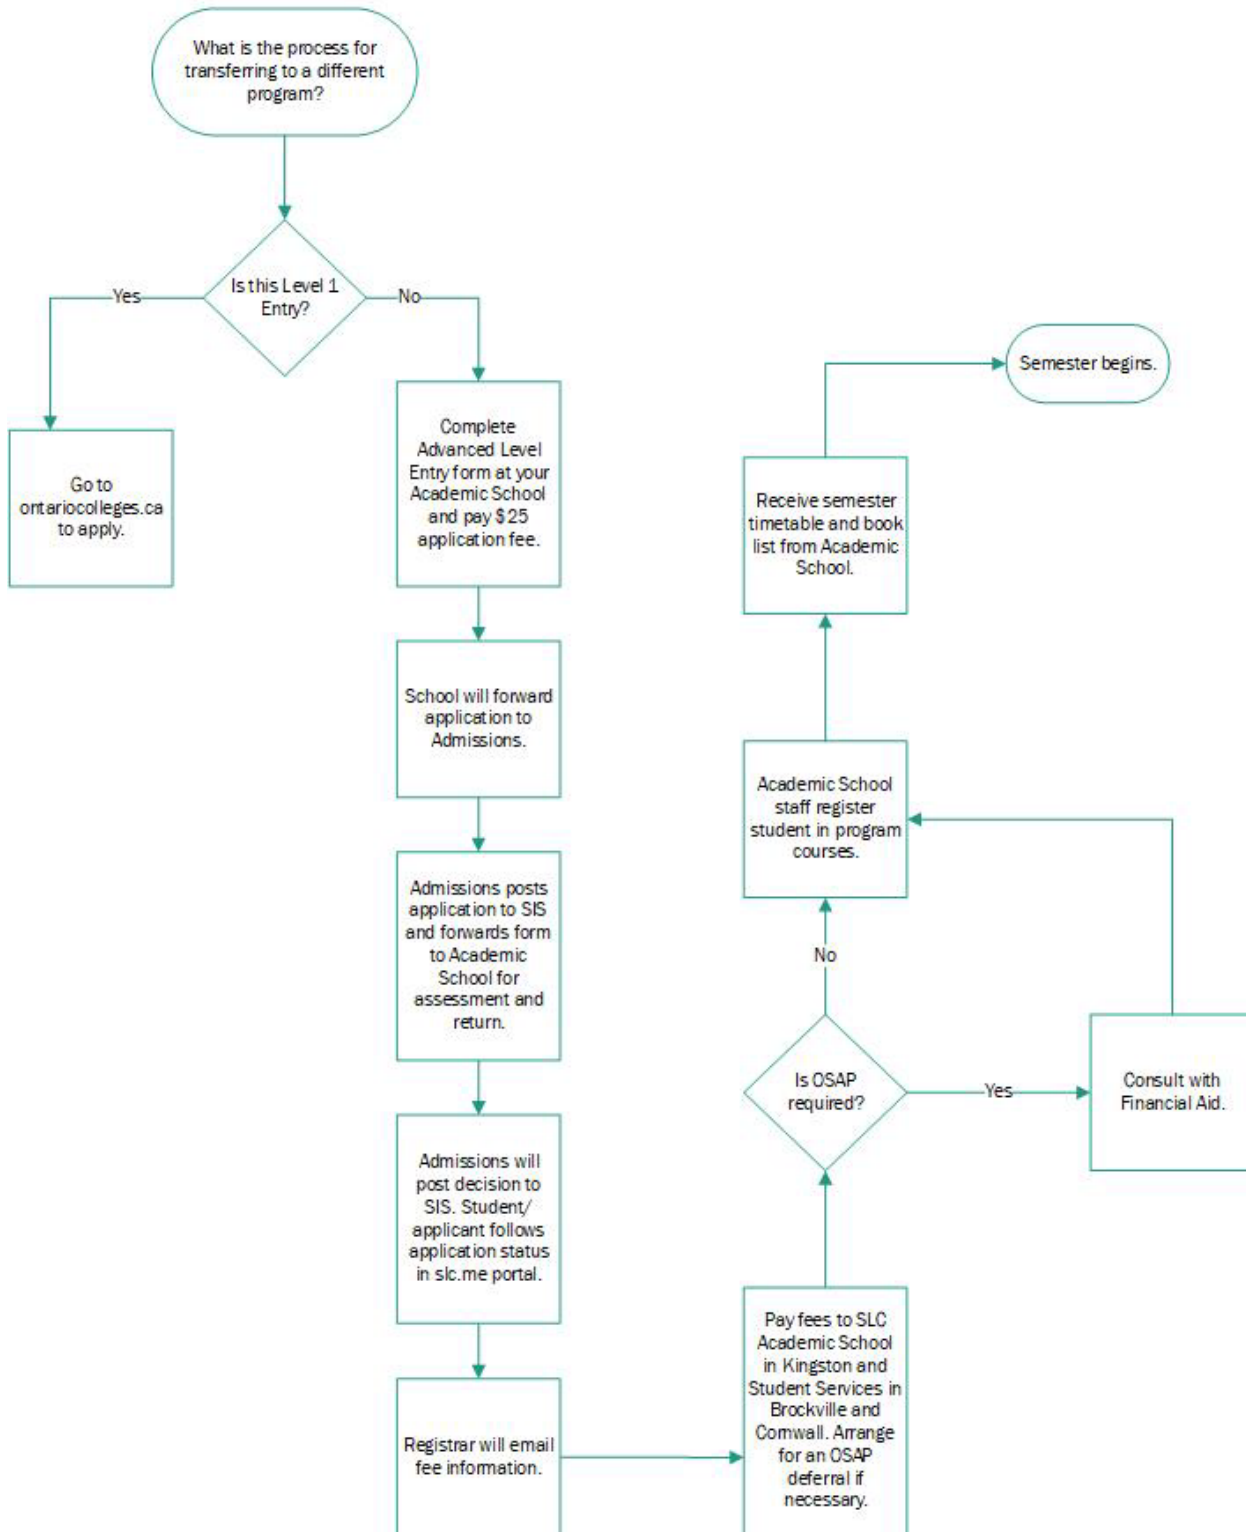 What is the process for
transferring to a different
program?
Is this Level 1
Entry?
Yes
No
Go to
ontariocolleges.ca
to apply.
Complete
Advanced Level
Entry form at your
Academic School
and pay $25
application fee.
School will forward
application to
Admissions.
Admissions posts
application to SIS
and forwards form
to Academic
School for
assessment and
return.
Admissions will
post decision to
SIS. Student/
applicant follows
application status
in slc.me portal.
Registrar will email
fee information.
Pay fees to SLC
Academic School
in Kingston and
Student Services in
Brockville and
Cornwall. Arrange
for an OSAP
deferral if
necessary.
Is OSAP
required?
Yes
Consult with
Financial Aid.
No
Academic School
staff register
student in program
courses.
Receive semester
timetable and book
list from Academic
School.
Semester begins.